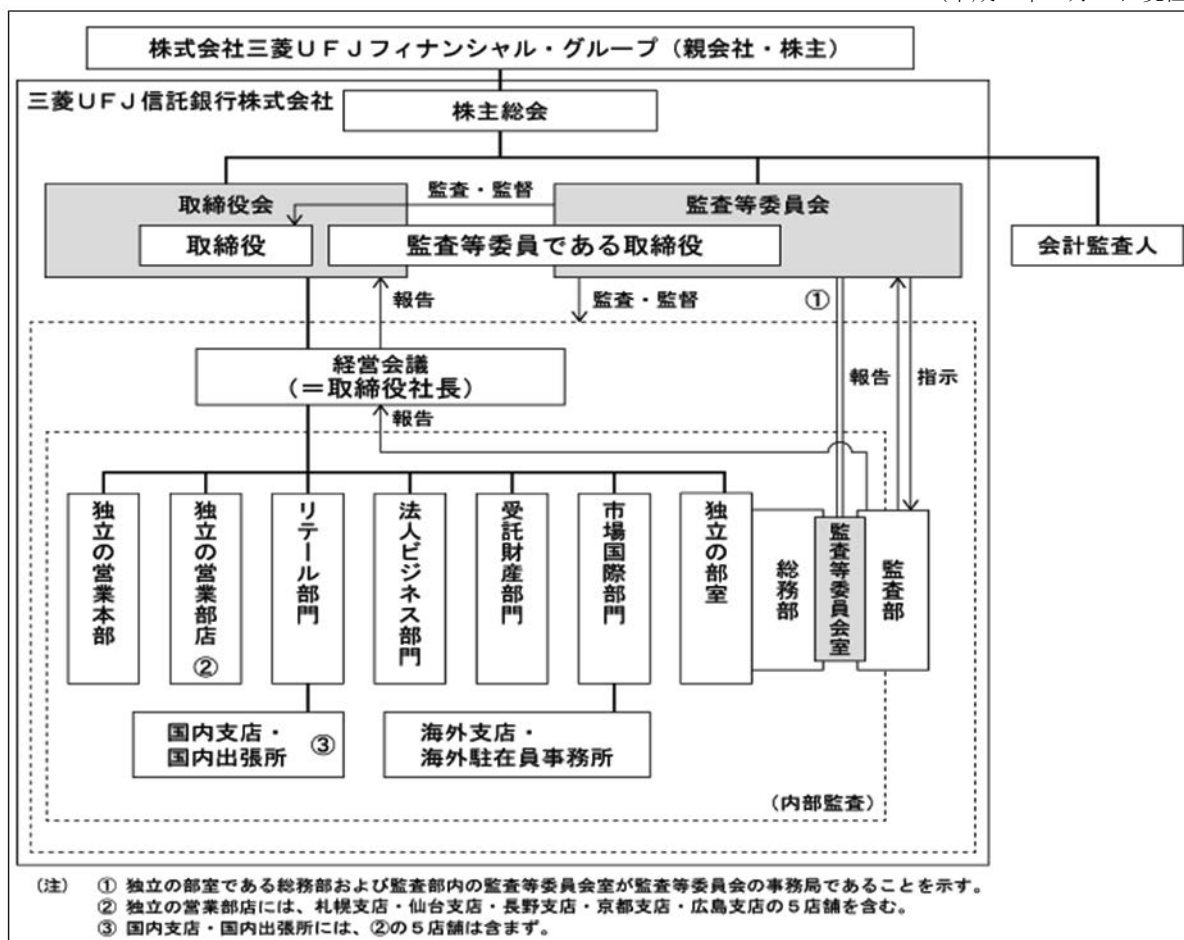 株式会社三菱ＵＦＪフィナンシャル・グループ（親会社・株主）
三菱ＵＦＪ信託銀行株式会社
株主総会
取締役会
監査・監督
監査等委員会
取締役
監査等委員である取締役
会計監査人
報告
監査・監督
①
経営会議
（＝取締役社長）
報告
指示
報告
独立の営業本部
独立の営業部店②
リテール部門
法人ビジネス部門
受託財産部門
市場国際部門
独立の部室
総務部
監査等委員会室
監査部
国内支店・
国内出張所
③
海外支店・
海外駐在員事務所
（内部監査）
（注） ① 独立の部室である総務部および監査部内の監査等委員会室が監査等委員会の事務局であることを示す。
② 独立の営業部店には、札幌支店・仙台支店・長野支店・京都支店・広島支店の５店舗を含む。
③ 国内支店・国内出張所には、②の５店舗は含まず。